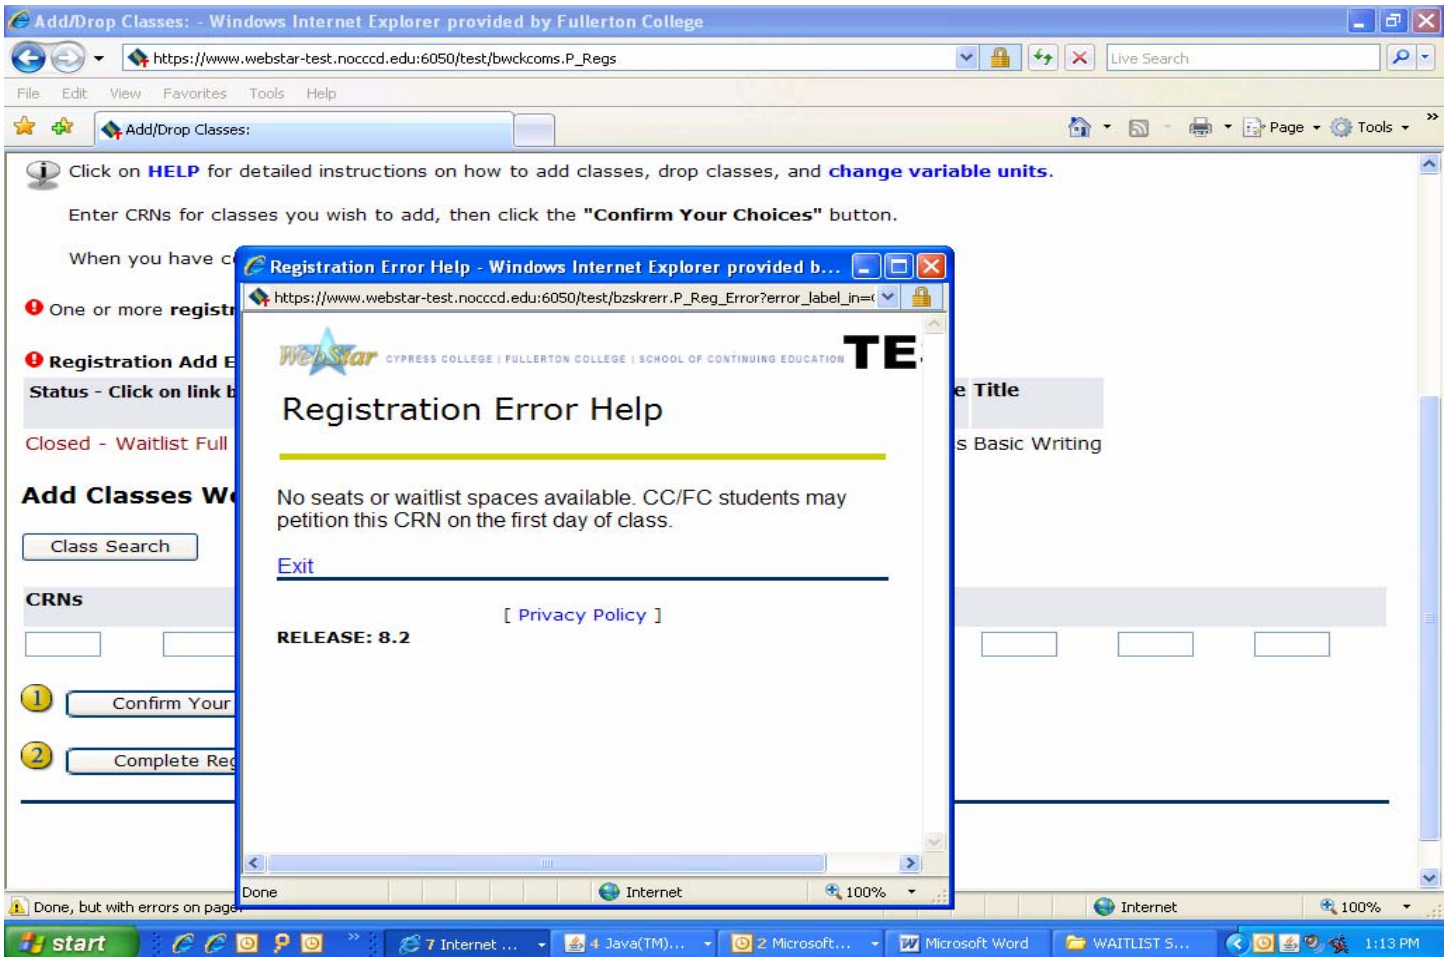 Add/Drop Classes: - Windows Internet Explorer provided by Fullerton College
https://www.webstar-test.nocccd.edu:6050/test/bwckcoms.P_Regs
Live Search
File Edit View Favorites Tools Help
Add/Drop Classes:
Page Tools
Click on HELP for detailed instructions on how to add classes, drop classes, and change variable units.
Enter CRNs for classes you wish to add, then click the "Confirm Your Choices" button.
When you have c
One or more registr
Registration Add E
Status - Click on link b
e Title
Closed - Waitlist Full
s Basic Writing
Add Classes Wo
Class Search
CRNs
1 Confirm Your
2 Complete Reg
Registration Error Help - Windows Internet Explorer provided b...
https://www.webstar-test.nocccd.edu:6050/test/bzskrerr.P_Reg_Error?error_label_in=
WebStar CYPRESS COLLEGE | FULLERTON COLLEGE | SCHOOL OF CONTINUING EDUCATION TE
Registration Error Help
No seats or waitlist spaces available. CC/FC students may
petition this CRN on the first day of class.
Exit
[ Privacy Policy ]
RELEASE: 8.2
Done Internet 100%
Done, but with errors on page. Internet 100%
start 7 Internet ... 4 Java(TM)... 2 Microsoft... Microsoft Word WAITLIST S... 1:13 PM